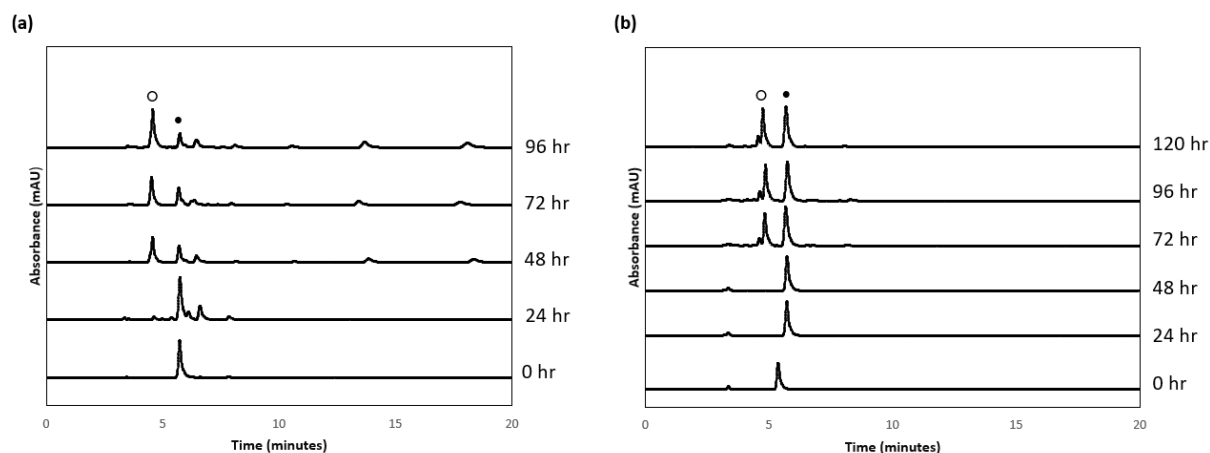 (a)
96 hr
72 hr
48 hr
24 hr
0 hr
Absorbance (mAU)
0 5 10 15 20
Time (minutes)
(b)
120 hr
96 hr
72 hr
48 hr
24 hr
0 hr
Absorbance (mAU)
0 5 10 15 20
Time (minutes)